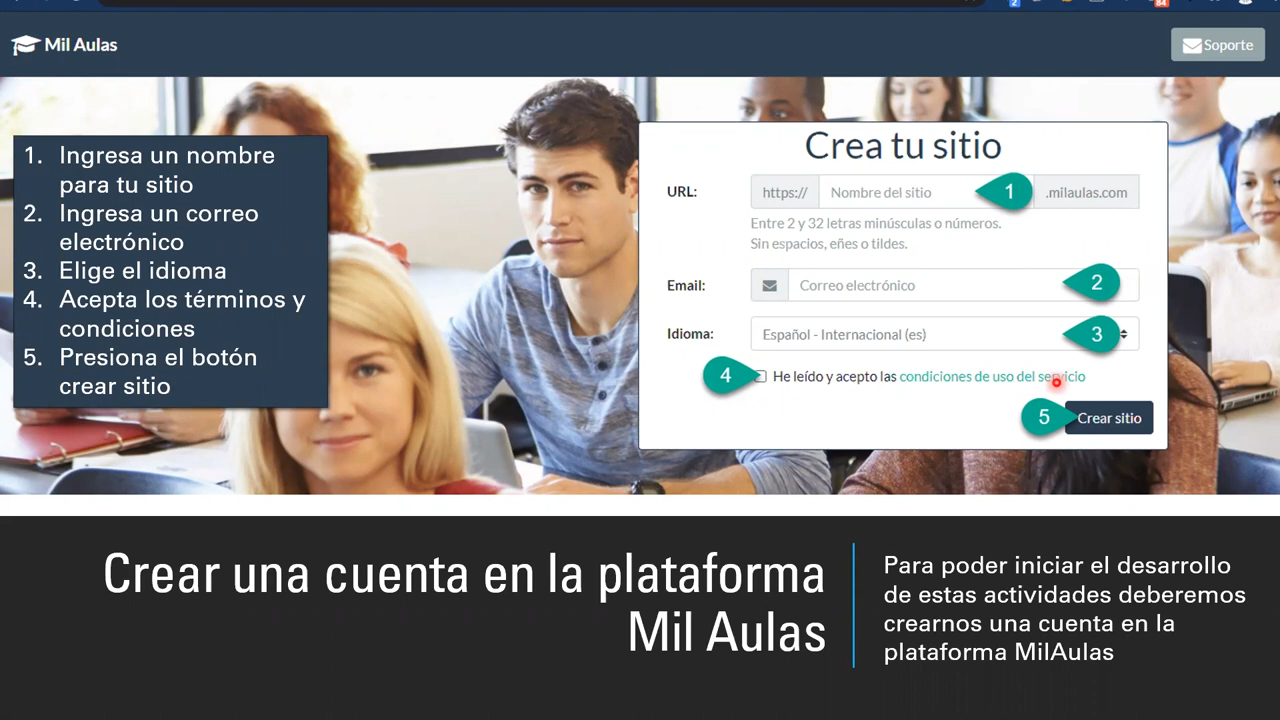 Mil Aulas
Soporte
1. Ingresa un nombre
para tu sitio
2. Ingresa un correo
electrónico
3. Elige el idioma
4. Acepta los términos y
condiciones
5. Presiona el botón
crear sitio
Crea tu sitio
URL: https:// Nombre del sitio 1 .milaulas.com
Entre 2 y 32 letras minúsculas o números.
Sin espacios, eñes o tildes.
Email: Correo electrónico 2
Idioma: Español - Internacional (es) 3
4 He leído y acepto las condiciones de uso del servicio
5 Crear sitio
Crear una cuenta en la plataforma
Mil Aulas
Para poder iniciar el desarrollo
de estas actividades deberemos
crearnos una cuenta en la
plataforma MilAulas